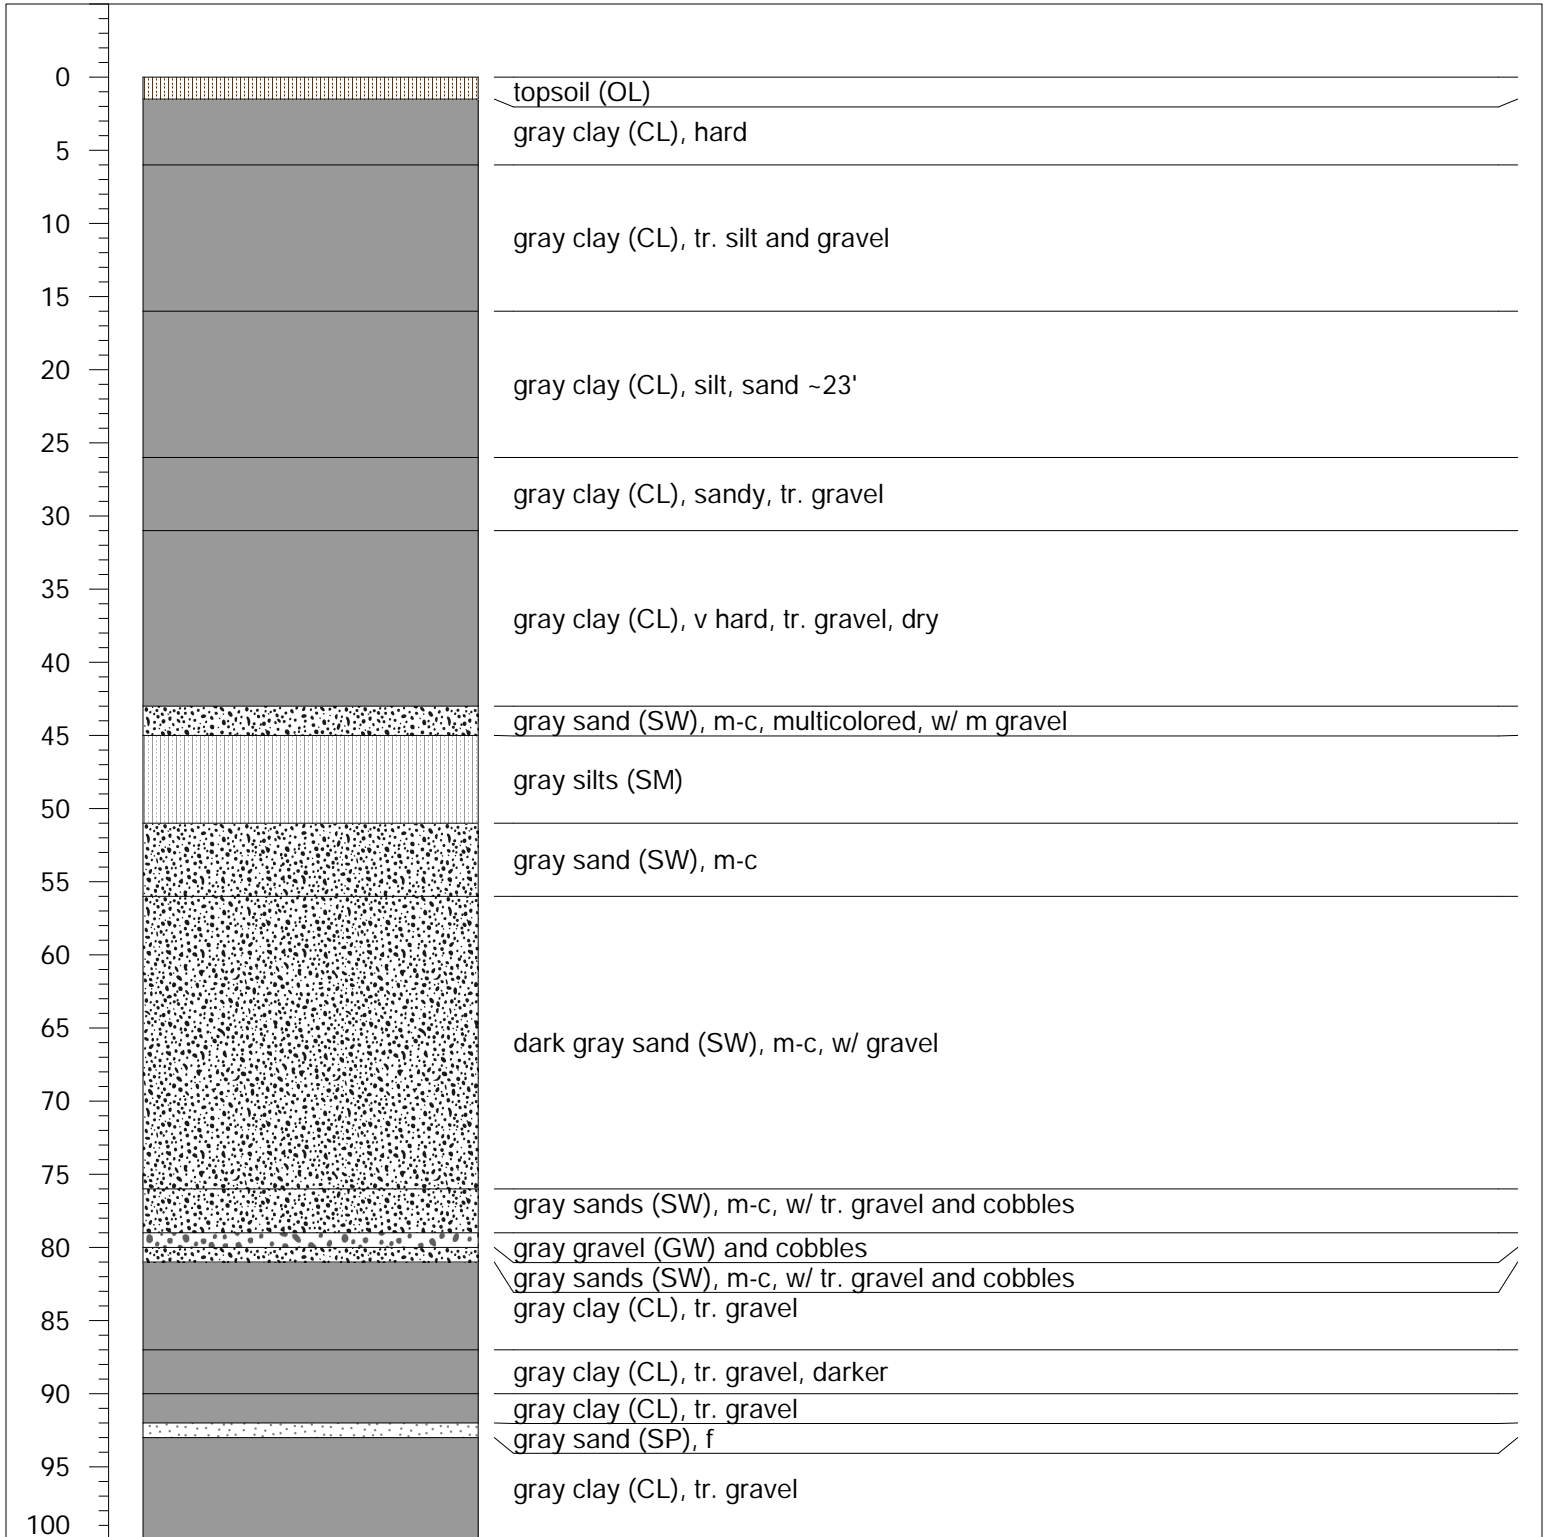 0
topsoil (OL)
gray clay (CL), hard
5
10
gray clay (CL), tr. silt and gravel
15
20
gray clay (CL), silt, sand ~23'
25
gray clay (CL), sandy, tr. gravel
30
35
gray clay (CL), v hard, tr. gravel, dry
40
gray sand (SW), m-c, multicolored, w/ m gravel
45
gray silts (SM)
50
gray sand (SW), m-c
55
60
65
dark gray sand (SW), m-c, w/ gravel
70
75
gray sands (SW), m-c, w/ tr. gravel and cobbles
80
gray gravel (GW) and cobbles
gray sands (SW), m-c, w/ tr. gravel and cobbles
gray clay (CL), tr. gravel
85
gray clay (CL), tr. gravel, darker
90
gray clay (CL), tr. gravel
gray sand (SP), f
95
gray clay (CL), tr. gravel
100